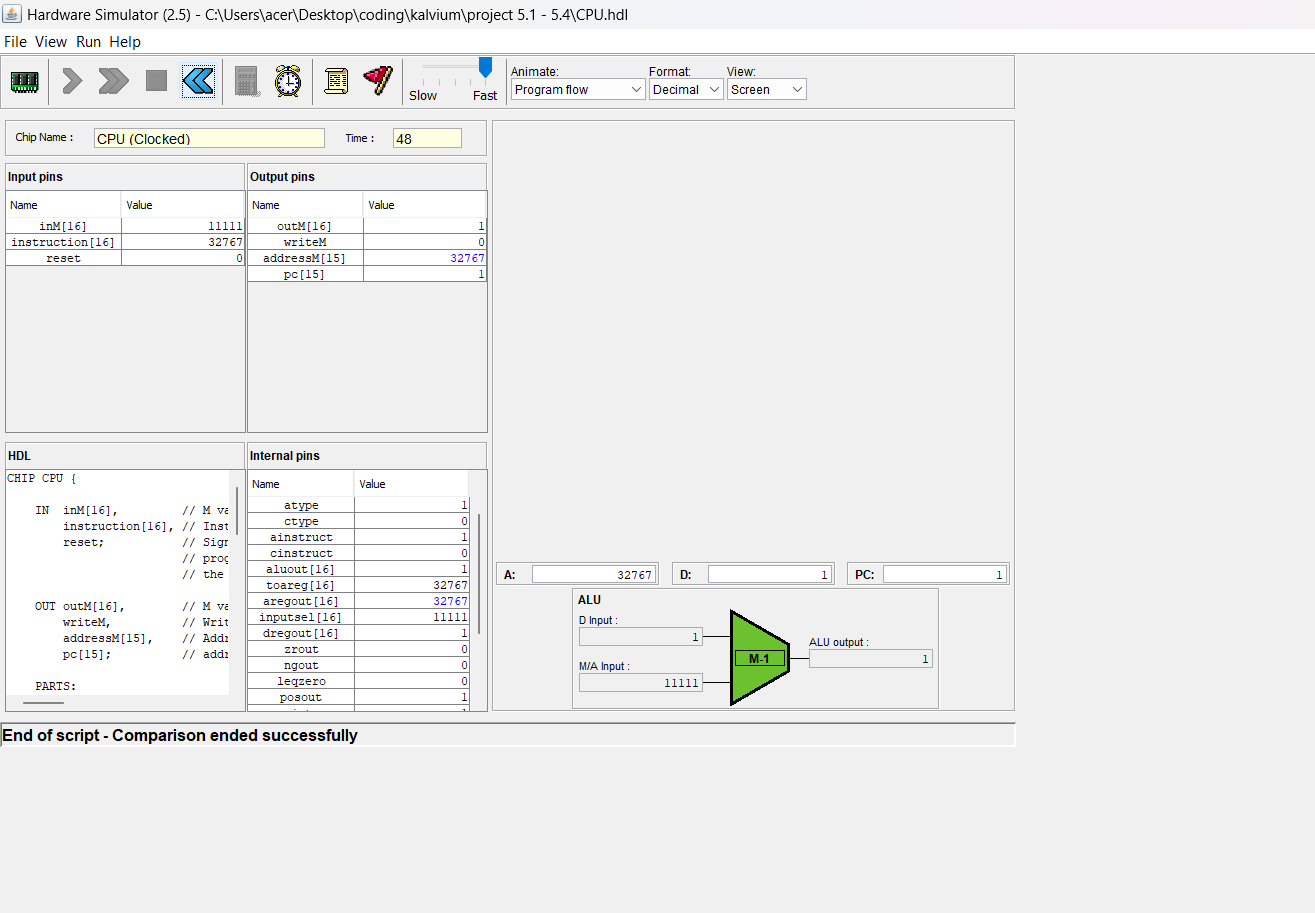 Hardware Simulator (2.5) - C:\Users\acer\Desktop\coding\kalvium\project 5.1 - 5.4\CPU.hdl
File View Run Help
Slow Fast
Animate: Format: View:
Program flow Decimal Screen
Chip Name : CPU (Clocked) Time : 48
Input pins
Name Value
inM[16] 11111
instruction[16] 32767
reset 0
Output pins
Name Value
outM[16] 1
writeM 0
addressM[15] 32767
pc[15] 1
HDL
CHIP CPU {
IN inM[16], // M va
instruction[16], // Inst
reset; // Sign
// prog
// the
OUT outM[16], // M va
writeM, // Writ
addressM[15], // Addr
pc[15]; // addr
PARTS:
Internal pins
Name Value
atype 1
ctype 0
ainstruct 1
cinstruct 0
aluout[16] 1
toareg[16] 32767
aregout[16] 32767
inputsel[16] 11111
dregout[16] 1
zrout 0
ngout 0
leqzero 0
posout 1
A: 32767 D: 1 PC: 1
ALU
D Input :
1
M/A Input :
11111
M-1
ALU output :
1
End of script - Comparison ended successfully